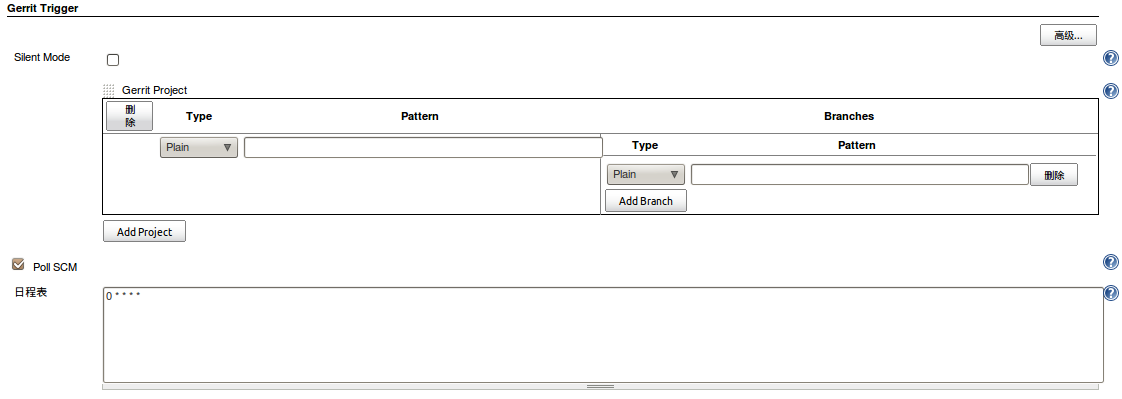 Gerrit Trigger
高级...
Silent Mode
Gerrit Project
删
除
Type Pattern Branches
Plain
Type Pattern
Plain 删除
Add Branch
Add Project
Poll SCM
日程表
0 * * * *